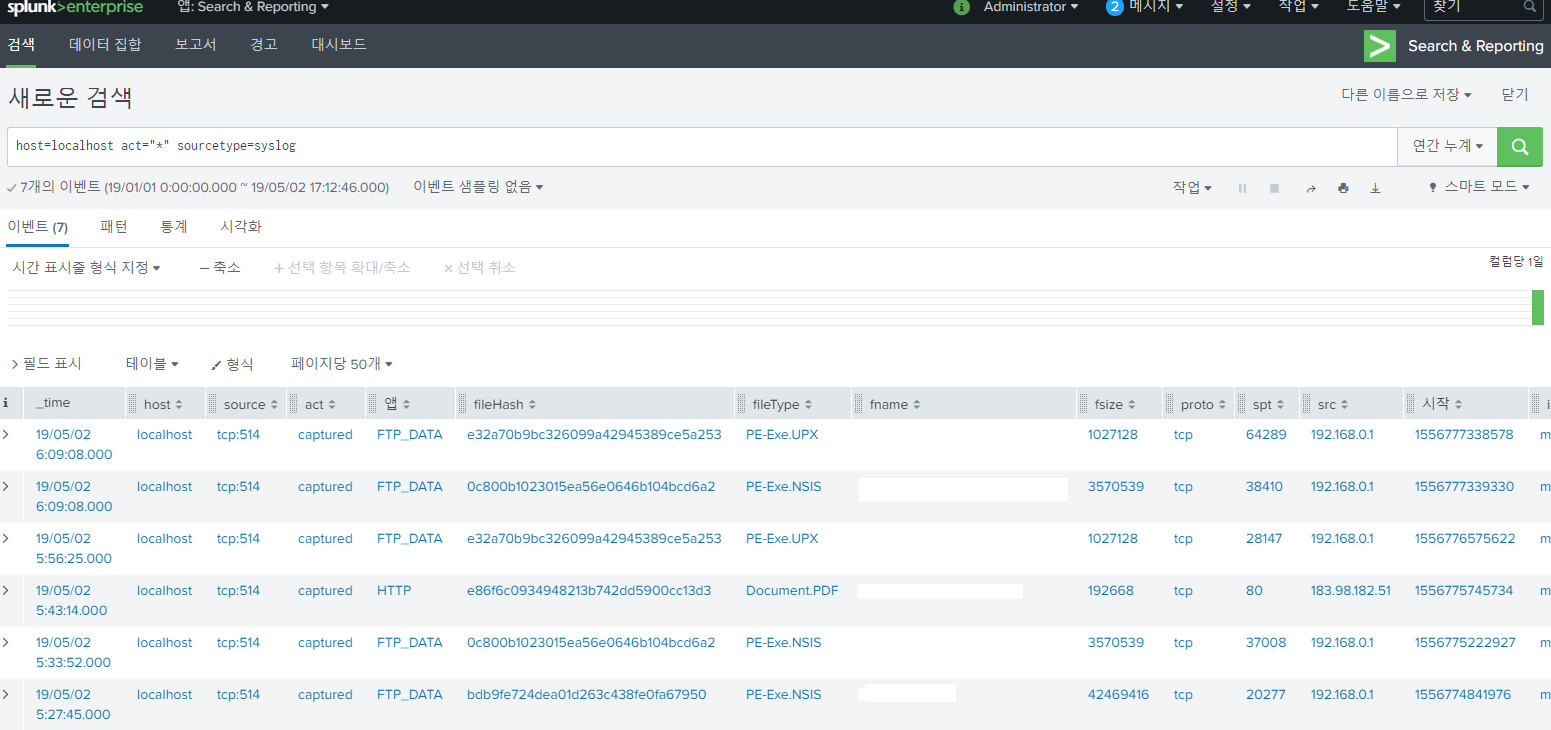 splunk>enterprise 앱: Search & Reporting i Administrator 2 메시지 설정 작업 도움말 찾기
검색 데이터 집합 보고서 경고 대시보드 Search & Reporting
새로운 검색 다른 이름으로 저장 닫기
host=localhost act="*" sourcetype=syslog 연간 누계
7개의 이벤트 (19/01/01 0:00:00.000 ~ 19/05/02 17:12:46.000) 이벤트 샘플링 없음 작업 스마트 모드
이벤트 (7) 패턴 통계 시각화
시간 표시줄 형식 지정 – 축소 + 선택 항목 확대/축소 × 선택 취소 컬럼당 1일
> 필드 표시 테이블 형식 페이지당 50개
i _time host source act 앱 fileHash fileType fname fsize proto spt src 시작 i
> 19/05/02 localhost tcp:514 captured FTP_DATA e32a70b9bc326099a42945389ce5a253 PE-Exe.UPX 1027128 tcp 64289 192.168.0.1 1556777338578 m
6:09:08.000
> 19/05/02 localhost tcp:514 captured FTP_DATA 0c800b1023015ea56e0646b104bcd6a2 PE-Exe.NSIS 3570539 tcp 38410 192.168.0.1 1556777339330 m
6:09:08.000
> 19/05/02 localhost tcp:514 captured FTP_DATA e32a70b9bc326099a42945389ce5a253 PE-Exe.UPX 1027128 tcp 28147 192.168.0.1 1556776575622 m
5:56:25.000
> 19/05/02 localhost tcp:514 captured HTTP e86f6c0934948213b742dd5900cc13d3 Document.PDF 192668 tcp 80 183.98.182.51 1556775745734 m
5:43:14.000
> 19/05/02 localhost tcp:514 captured FTP_DATA 0c800b1023015ea56e0646b104bcd6a2 PE-Exe.NSIS 3570539 tcp 37008 192.168.0.1 1556775222927 m
5:33:52.000
> 19/05/02 localhost tcp:514 captured FTP_DATA bdb9fe724dea01d263c438fe0fa67950 PE-Exe.NSIS 42469416 tcp 20277 192.168.0.1 1556774841976 m
5:27:45.000